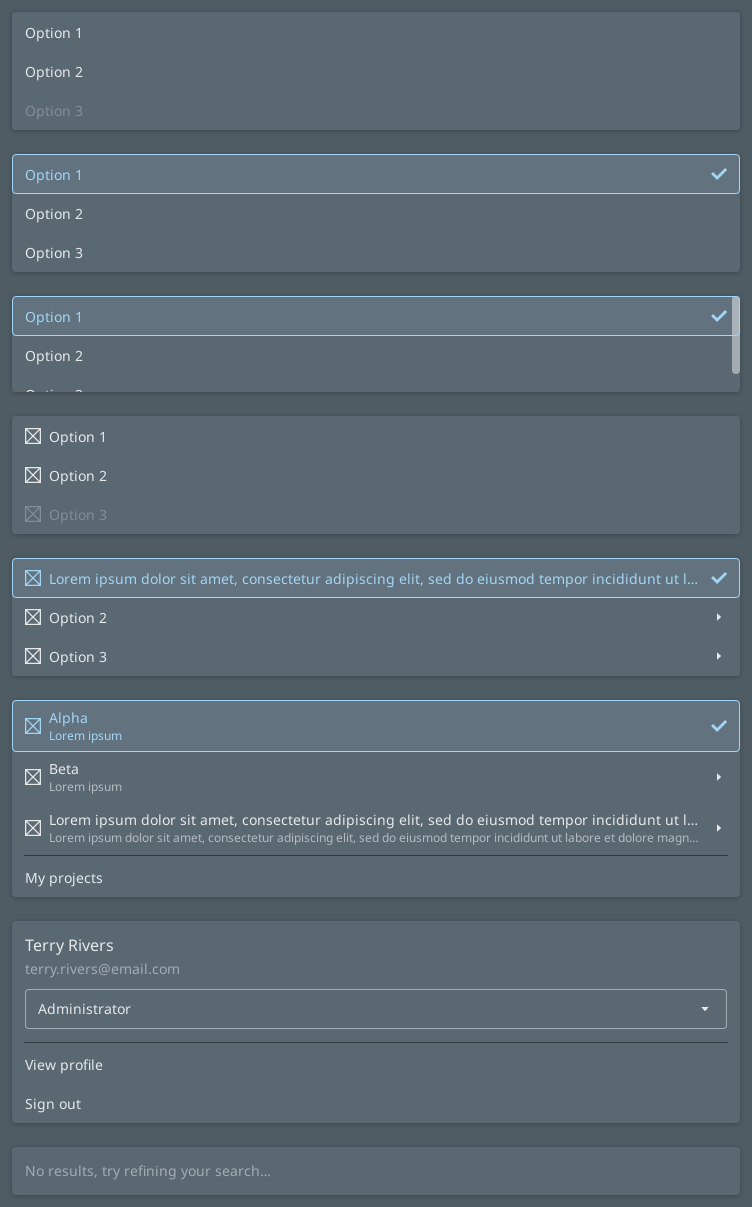 Option 1
Option 2
Option 3
Option 1
Option 2
Option 3
Option 1
Option 2
Option 1
Option 2
Option 3
Lorem ipsum dolor sit amet, consectetur adipiscing elit, sed do eiusmod tempor incididunt ut l...
Option 2
Option 3
Alpha
Lorem ipsum
Beta
Lorem ipsum
Lorem ipsum dolor sit amet, consectetur adipiscing elit, sed do eiusmod tempor incididunt ut l...
Lorem ipsum dolor sit amet, consectetur adipiscing elit, sed do eiusmod tempor incididunt ut labore et dolore magn...
My projects
Terry Rivers
terry.rivers@email.com
Administrator
View profile
Sign out
No results, try refining your search...